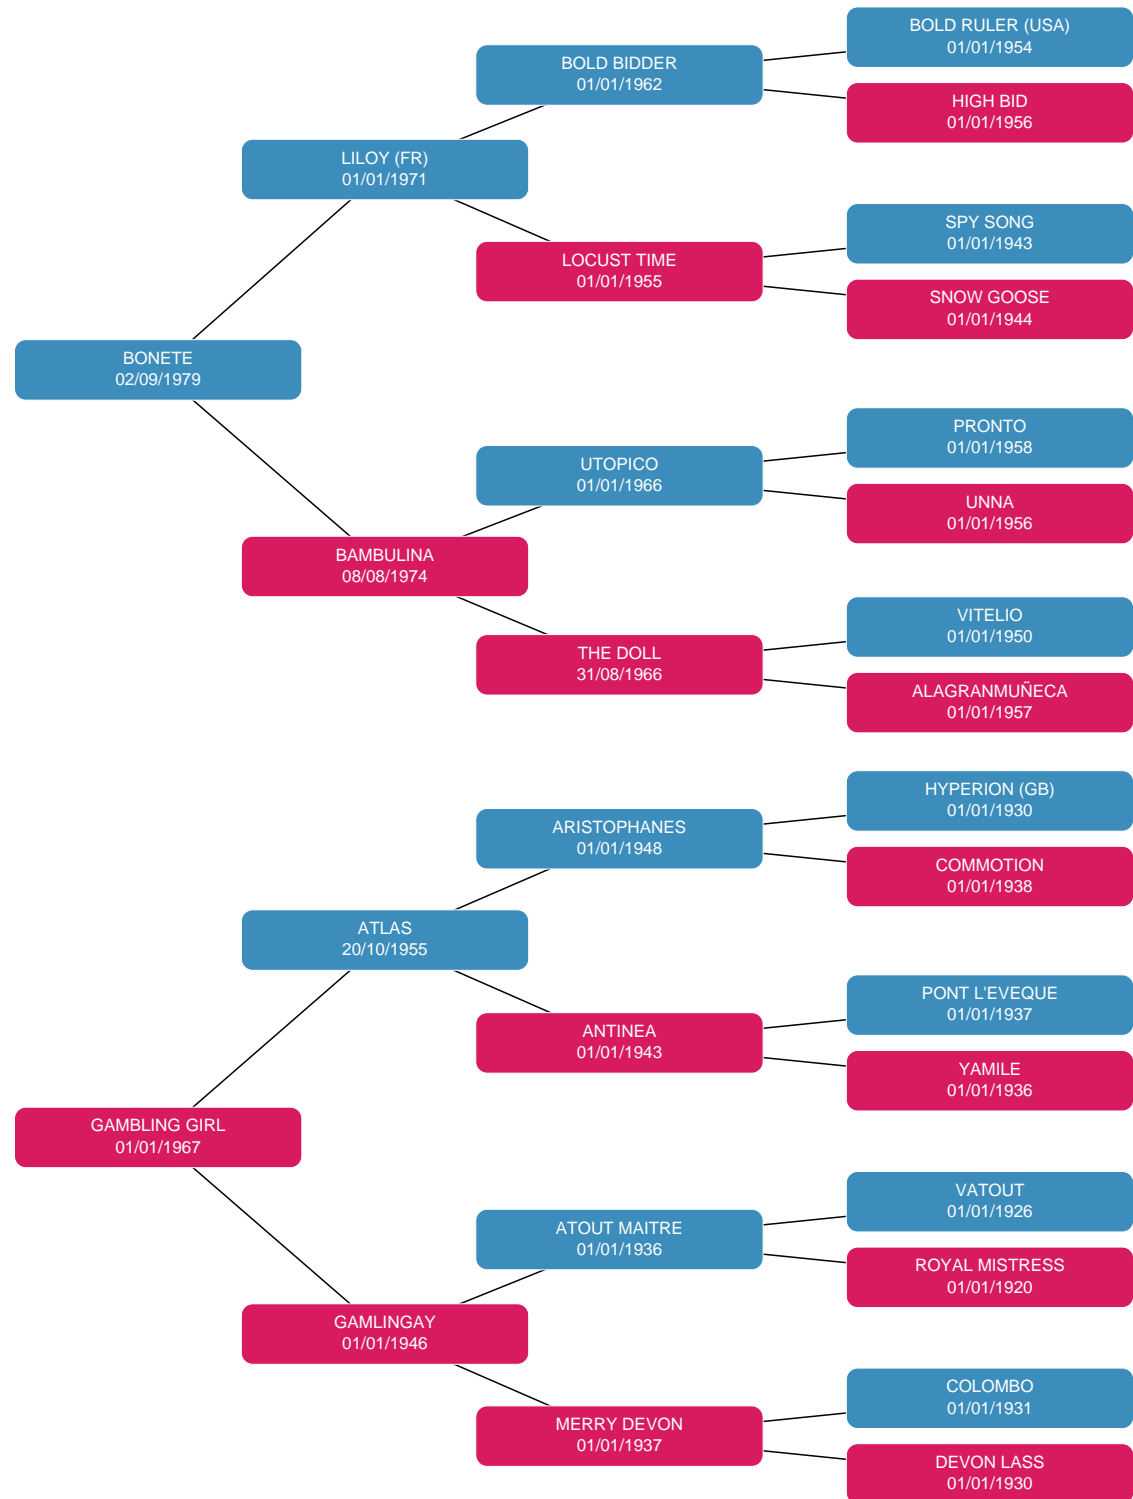 BOLD RULER (USA)
01/01/1954
BOLD BIDDER
01/01/1962
HIGH BID
01/01/1956
LILOY (FR)
01/01/1971
SPY SONG
01/01/1943
LOCUST TIME
01/01/1955
SNOW GOOSE
01/01/1944
BONETE
02/09/1979
PRONTO
01/01/1958
UTOPICO
01/01/1966
UNNA
01/01/1956
BAMBULINA
08/08/1974
VITELIO
01/01/1950
THE DOLL
31/08/1966
ALAGRANMUÑECA
01/01/1957
HYPERION (GB)
01/01/1930
ARISTOPHANES
01/01/1948
COMMOTION
01/01/1938
ATLAS
20/10/1955
PONT L'EVEQUE
01/01/1937
ANTINEA
01/01/1943
YAMILE
01/01/1936
GAMBLING GIRL
01/01/1967
VATOUT
01/01/1926
ATOUT MAITRE
01/01/1936
ROYAL MISTRESS
01/01/1920
GAMLINGAY
01/01/1946
COLOMBO
01/01/1931
MERRY DEVON
01/01/1937
DEVON LASS
01/01/1930